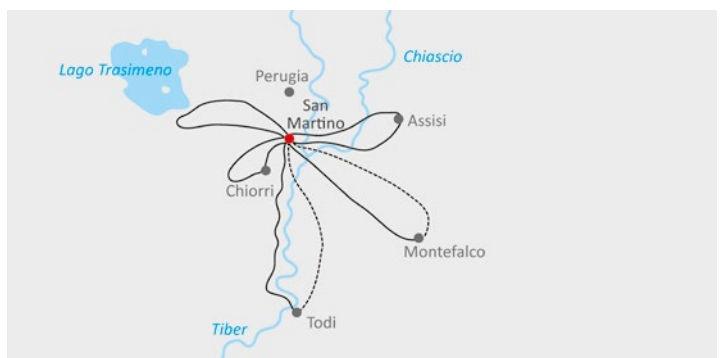 Chiascio
Lago Trasimeno
Perugia
San
Martino
Assisi
Chiorri
Montefalco
Todi
Tiber